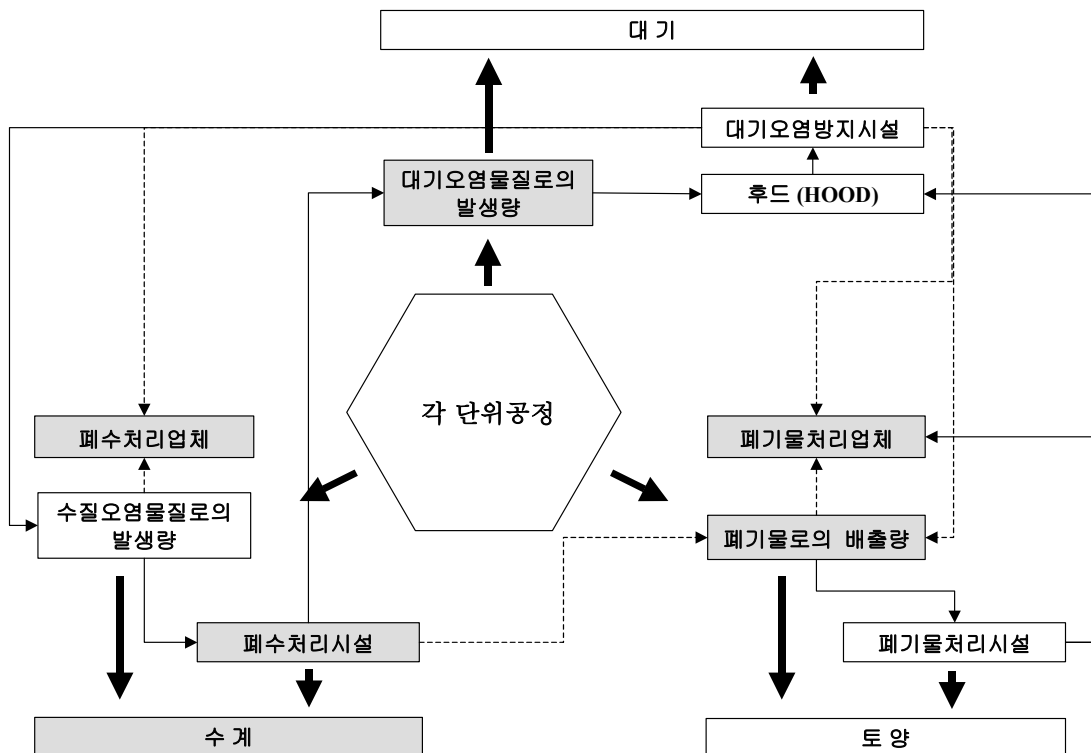 대 기
대기오염방지시설
대기오염물질로의
발생량
후드 (HOOD)
각 단위공정
폐수처리업체
폐기물처리업체
수질오염물질로의
발생량
폐기물로의 배출량
폐수처리시설
폐기물처리시설
수 계
토 양